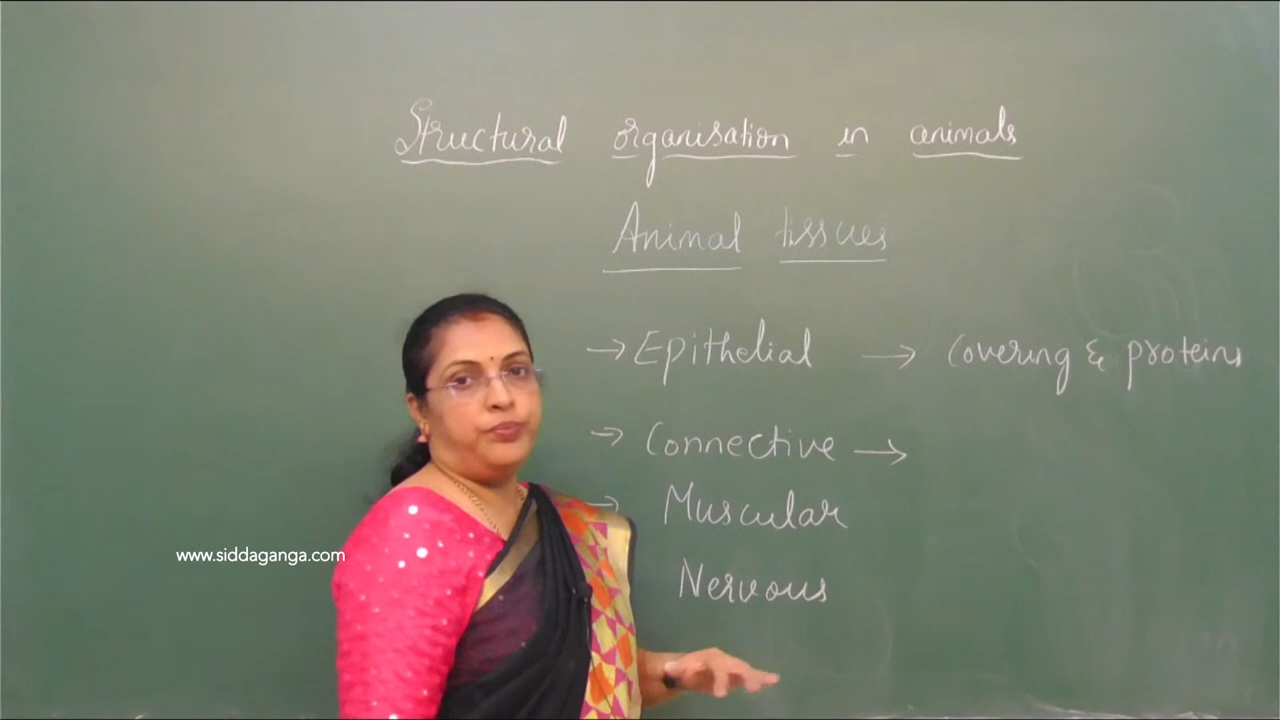 Structural organisation in animals
Animal tissues
→ Epithelial → Covering & proteins
→ Connective →
→ Muscular
Nervous
www.siddaganga.com